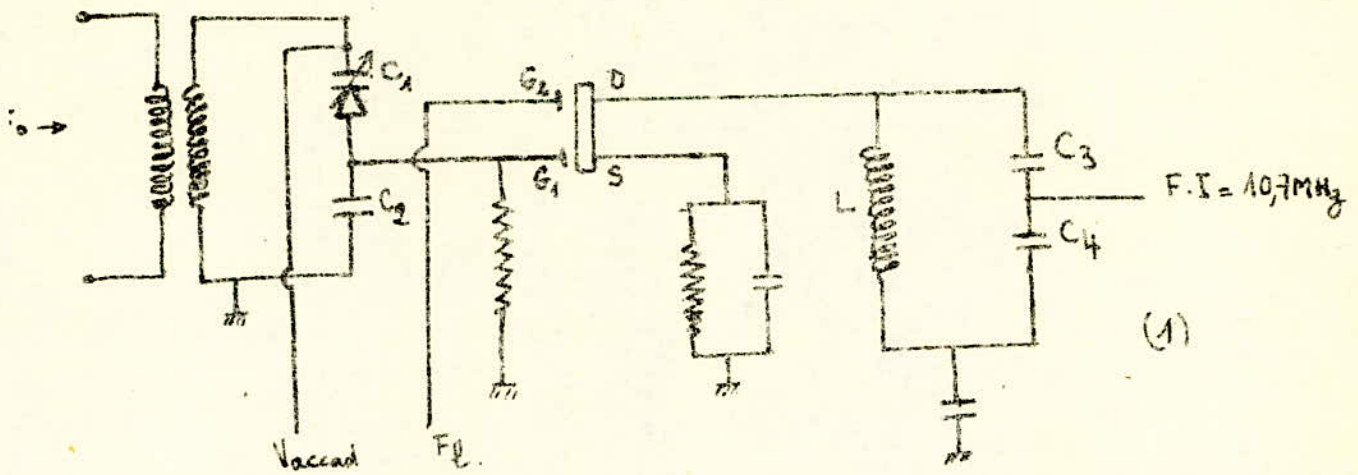 C1
G2
D
C2
G1
S
L
C3
C4
F.I = 10,7MHz
(1)
Vaccad
Fl.